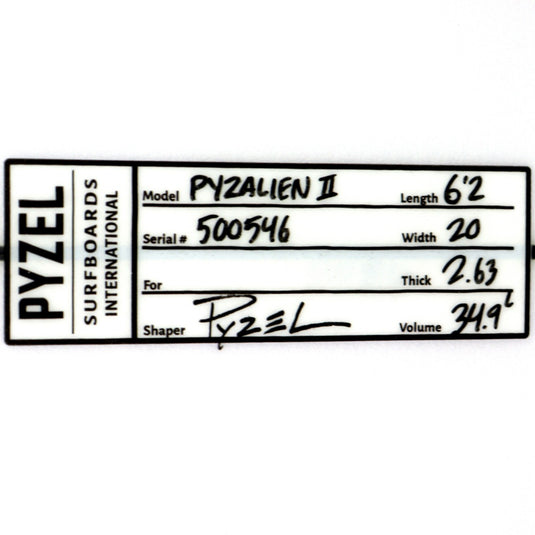 PYZEL
SURFBOARDS
INTERNATIONAL
Model PYZALIEN II Length 6'2
Serial # 500546 Width 20
For Thick 2.63
Shaper PYZEL Volume 34.9 L